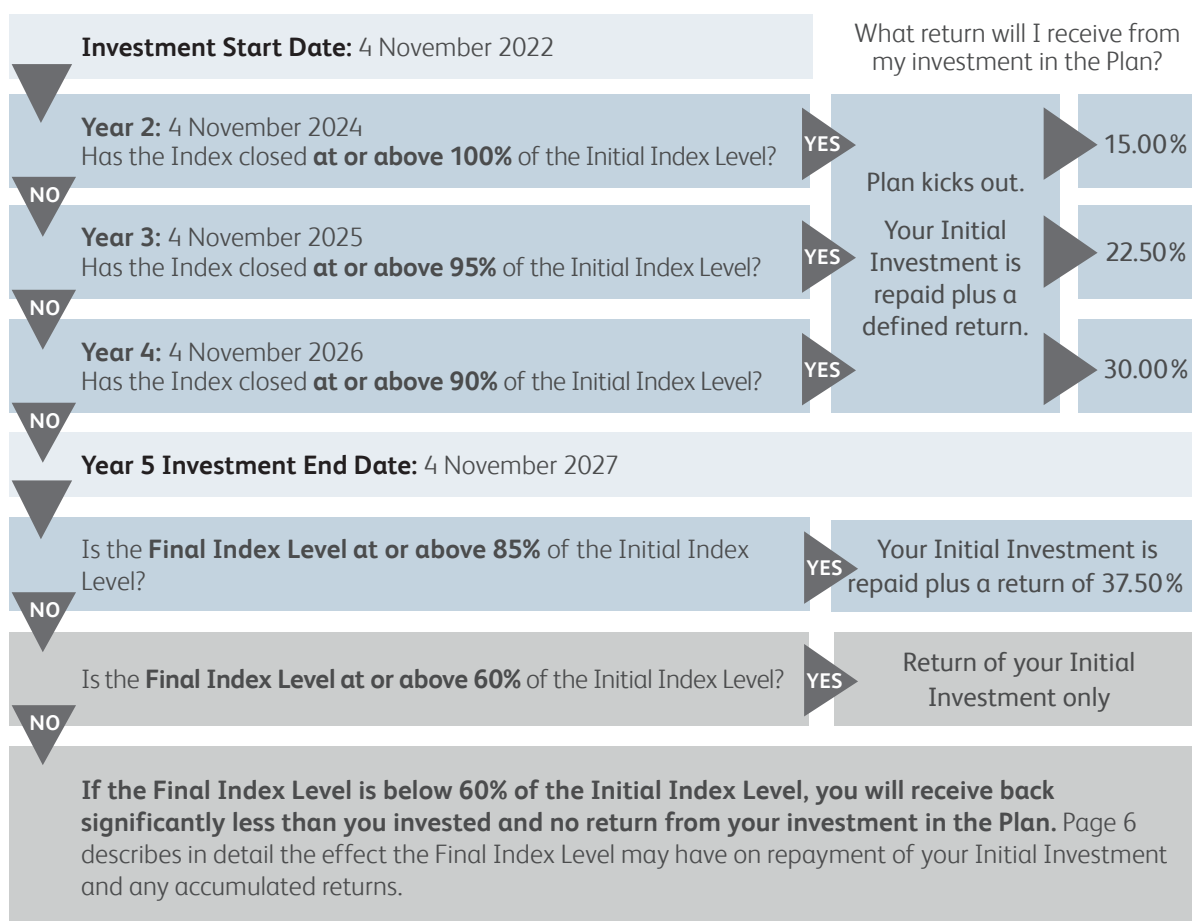 Investment Start Date: 4 November 2022
What return will I receive from
my investment in the Plan?
Year 2: 4 November 2024
Has the Index closed at or above 100% of the Initial Index Level?
YES
15.00%
NO
Year 3: 4 November 2025
Has the Index closed at or above 95% of the Initial Index Level?
YES
22.50%
NO
Year 4: 4 November 2026
Has the Index closed at or above 90% of the Initial Index Level?
YES
30.00%
Plan kicks out.
Your Initial
Investment is
repaid plus a
defined return.
NO
Year 5 Investment End Date: 4 November 2027
Is the Final Index Level at or above 85% of the Initial Index
Level?
YES
Your Initial Investment is
repaid plus a return of 37.50%
NO
Is the Final Index Level at or above 60% of the Initial Index Level?
YES
Return of your Initial
Investment only
NO
If the Final Index Level is below 60% of the Initial Index Level, you will receive back
significantly less than you invested and no return from your investment in the Plan. Page 6
describes in detail the effect the Final Index Level may have on repayment of your Initial Investment
and any accumulated returns.